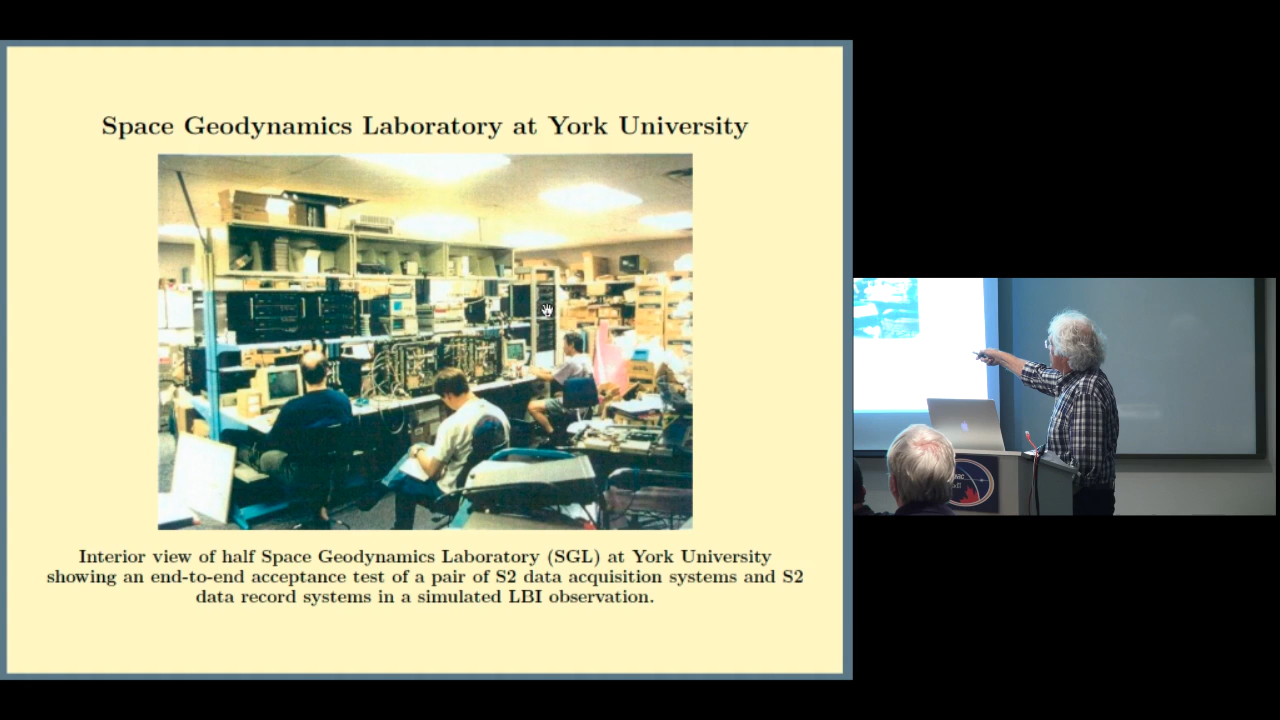 Space Geodynamics Laboratory at York University
Interior view of half Space Geodynamics Laboratory (SGL) at York University
showing an end-to-end acceptance test of a pair of S2 data acquisition systems and S2
data record systems in a simulated LBI observation.